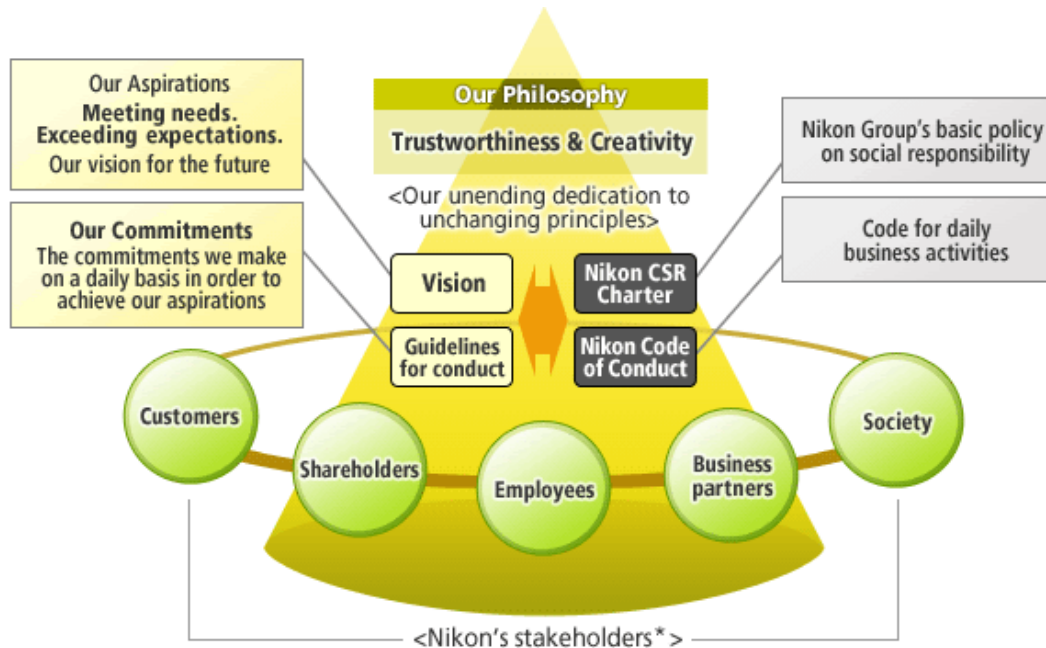 Our Aspirations
Meeting needs.
Exceeding expectations.
Our vision for the future
Our Commitments
The commitments we make
on a daily basis in order to
achieve our aspirations
Our Philosophy
Trustworthiness & Creativity
<Our unending dedication to
unchanging principles>
Vision
Guidelines
for conduct
Nikon CSR
Charter
Nikon Code
of Conduct
Nikon Group's basic policy
on social responsibility
Code for daily
business activities
Customers
Shareholders
Employees
Business
partners
Society
<Nikon's stakeholders* >